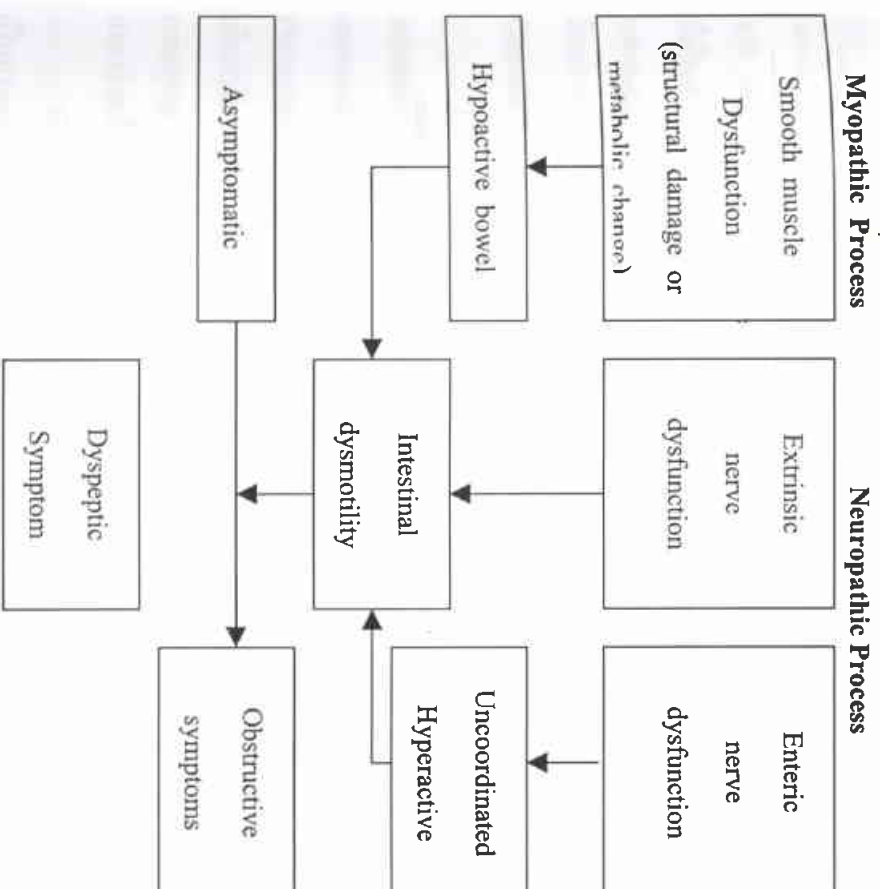 Myopathic Process
Neuropathic Process
Smooth muscle
Dysfunction
(structural damage or
metabolic change)
Extrinsic
nerve
dysfunction
Enteric
nerve
dysfunction
Hypoactive bowel
Uncoordinated
Hyperactive
Intestinal
dysmotility
Asymptomatic
Obstructive
symptoms
Dyspeptic
Symptom